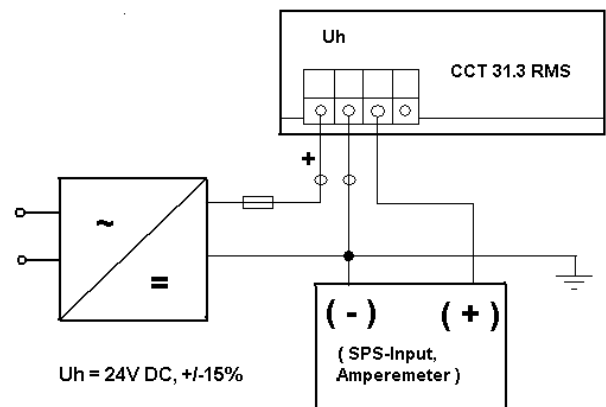 Uh
CCT 31.3 RMS
+
~
=
( - ) ( + )
( SPS-Input,
Amperemeter )
Uh = 24V DC, +/-15%